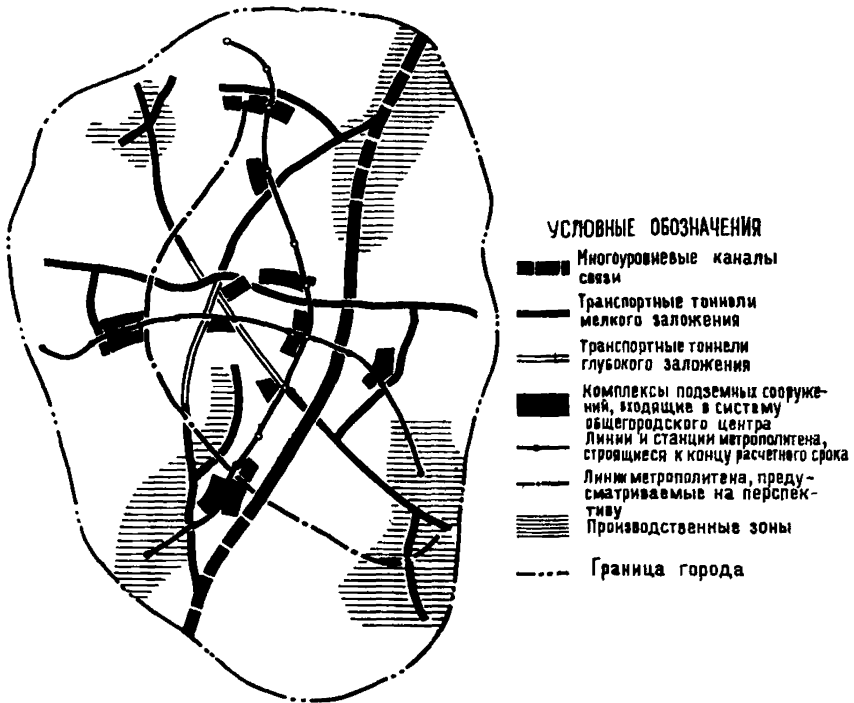 УСЛОВНЫЕ ОБОЗНАЧЕНИЯ
Многоуровневые каналы
связи
Транспортные тоннели
мелкого заложения
Транспортные тоннели
глубокого заложения
Комплексы подземных сооруже-
ний, входящие в систему
общегородского центра
Линии и станции метрополитена,
строящиеся к концу расчетного срока
Линии метрополитена, преду-
сматриваемые на перспек-
тиву
Производственные зоны
Граница города